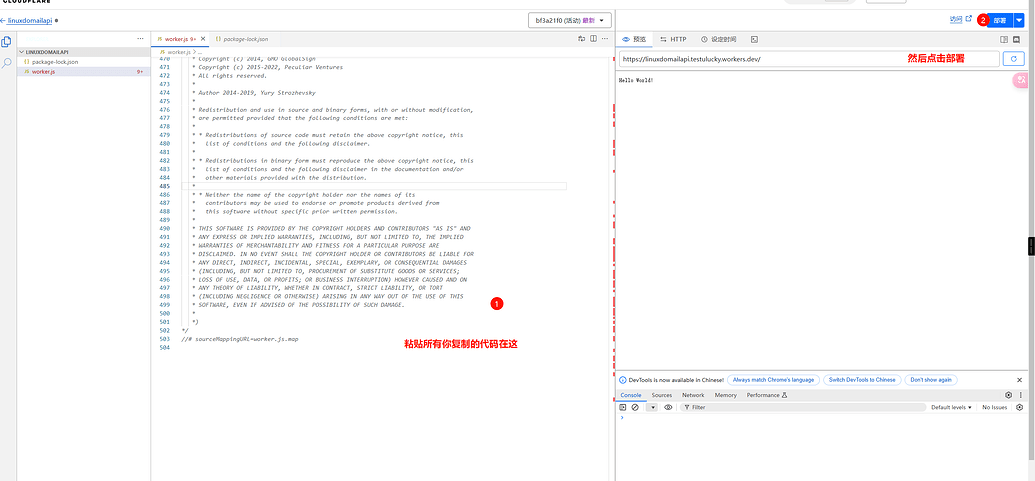 CLOUDFLARE
linuxdomailapi
bf3a21f0 (活动) 最新
访问
2
部署
LINUXDOMAILAPI
package-lock.json
worker.js
9+
worker.js 9+
package-lock.json
worker.js > ...
470 * Copyright (c) 2014, GMO GlobalSign
471 * Copyright (c) 2015-2022, Peculiar Ventures
472 * All rights reserved.
473 *
474 * Author 2014-2019, Yury Strozhevsky
475 *
476 * Redistribution and use in source and binary forms, with or without modification,
477 * are permitted provided that the following conditions are met:
478 *
479 * * Redistributions of source code must retain the above copyright notice, this
480 * list of conditions and the following disclaimer.
481 *
482 * * Redistributions in binary form must reproduce the above copyright notice, this
483 * list of conditions and the following disclaimer in the documentation and/or
484 * other materials provided with the distribution.
485 *
486 * * Neither the name of the copyright holder nor the names of its
487 * contributors may be used to endorse or promote products derived from
488 * this software without specific prior written permission.
489 *
490 * THIS SOFTWARE IS PROVIDED BY THE COPYRIGHT HOLDERS AND CONTRIBUTORS "AS IS" AND
491 * ANY EXPRESS OR IMPLIED WARRANTIES, INCLUDING, BUT NOT LIMITED TO, THE IMPLIED
492 * WARRANTIES OF MERCHANTABILITY AND FITNESS FOR A PARTICULAR PURPOSE ARE
493 * DISCLAIMED. IN NO EVENT SHALL THE COPYRIGHT HOLDER OR CONTRIBUTORS BE LIABLE FOR
494 * ANY DIRECT, INDIRECT, INCIDENTAL, SPECIAL, EXEMPLARY, OR CONSEQUENTIAL DAMAGES
495 * (INCLUDING, BUT NOT LIMITED TO, PROCUREMENT OF SUBSTITUTE GOODS OR SERVICES;
496 * LOSS OF USE, DATA, OR PROFITS; OR BUSINESS INTERRUPTION) HOWEVER CAUSED AND ON
497 * ANY THEORY OF LIABILITY, WHETHER IN CONTRACT, STRICT LIABILITY, OR TORT
498 * (INCLUDING NEGLIGENCE OR OTHERWISE) ARISING IN ANY WAY OUT OF THE USE OF THIS
499 * SOFTWARE, EVEN IF ADVISED OF THE POSSIBILITY OF SUCH DAMAGE.
500 *
501 *)
502 */
503 //# sourceMappingURL=worker.js.map
504
1
粘贴所有你复制的代码在这
预览
HTTP
设定时间
然后点击部署
https://linuxdomailapi.testulucky.workers.dev/
Hello World!
DevTools is now available in Chinese!
Always match Chrome's language
Switch DevTools to Chinese
Don't show again
Console
Sources
Network
Memory
Performance
Filter
Default levels
No Issues